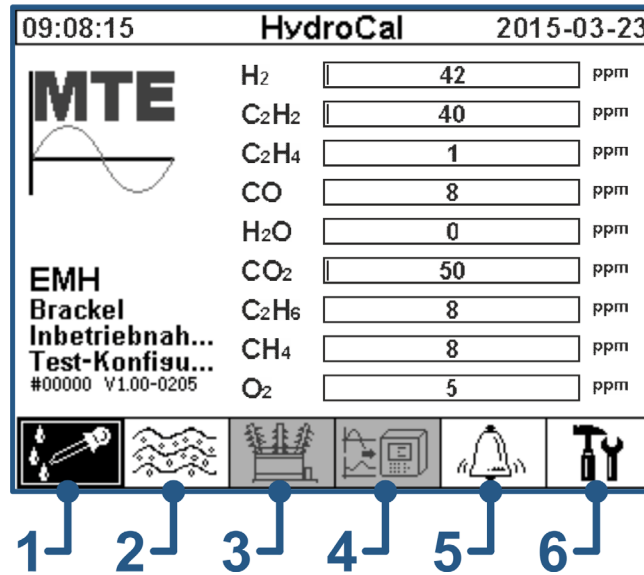 09:08:15 HydroCal 2015-03-23
MTE
H2 42 ppm
C2H2 40 ppm
C2H4 1 ppm
CO 8 ppm
H2O 0 ppm
CO2 50 ppm
C2H6 8 ppm
CH4 8 ppm
O2 5 ppm
EMH
Brackel
Inbetriebnah...
Test-Konfigu...
#00000 V1.00-0205
1 2 3 4 5 6